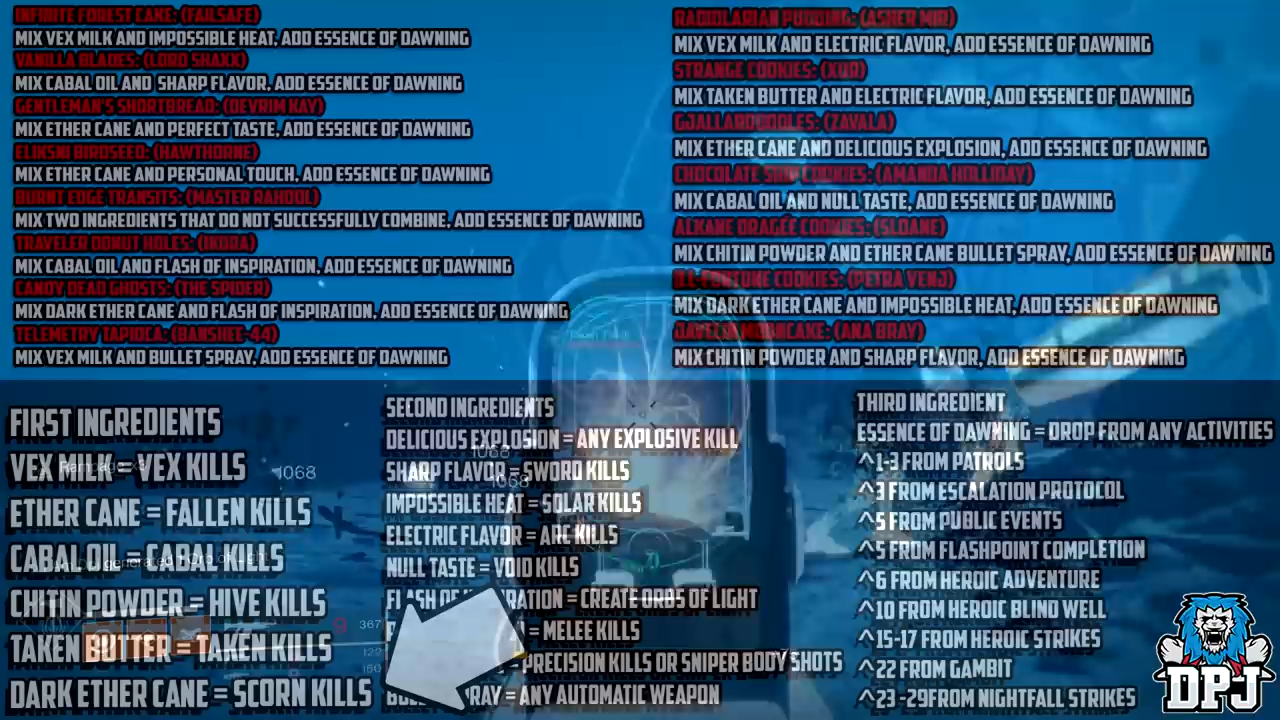 INFINITE FOREST CAKE: (FAILSAFE)
MIX VEX MILK AND IMPOSSIBLE HEAT, ADD ESSENCE OF DAWNING
VANILLA BLADES: (LORD SHAXX)
MIX CABAL OIL AND SHARP FLAVOR, ADD ESSENCE OF DAWNING
GENTLEMAN'S SHORTBREAD: (DEVRIM KAY)
MIX ETHER CANE AND PERFECT TASTE, ADD ESSENCE OF DAWNING
ELIKSNI BIRDSEED: (HAWTHORNE)
MIX ETHER CANE AND PERSONAL TOUCH, ADD ESSENCE OF DAWNING
BURNT EDGE TRANSITS: (MASTER RAHOOL)
MIX TWO INGREDIENTS THAT DO NOT SUCCESSFULLY COMBINE, ADD ESSENCE OF DAWNING
TRAVELER DONUT HOLES: (IKORA)
MIX CABAL OIL AND FLASH OF INSPIRATION, ADD ESSENCE OF DAWNING
CANDY DEAD GHOSTS: (THE SPIDER)
MIX DARK ETHER CANE AND FLASH OF INSPIRATION, ADD ESSENCE OF DAWNING
TELEMETRY TAPIOCA: (BANSHEE-44)
MIX VEX MILK AND BULLET SPRAY, ADD ESSENCE OF DAWNING
RADIOLARIAN PUDDING: (ASHER MIR)
MIX VEX MILK AND ELECTRIC FLAVOR, ADD ESSENCE OF DAWNING
STRANGE COOKIES: (XUR)
MIX TAKEN BUTTER AND ELECTRIC FLAVOR, ADD ESSENCE OF DAWNING
GJALLARDOODLES: (ZAVALA)
MIX ETHER CANE AND DELICIOUS EXPLOSION, ADD ESSENCE OF DAWNING
CHOCOLATE SHIP COOKIES: (AMANDA HOLLIDAY)
MIX CABAL OIL AND NULL TASTE, ADD ESSENCE OF DAWNING
ALKANE DRAGÉE COOKIES: (SLOANE)
MIX CHITIN POWDER AND ETHER CANE BULLET SPRAY, ADD ESSENCE OF DAWNING
ILL-FORTUNE COOKIES: (PETRA VENJ)
MIX DARK ETHER CANE AND IMPOSSIBLE HEAT, ADD ESSENCE OF DAWNING
JAVELIN MOONCAKE: (ANA BRAY)
MIX CHITIN POWDER AND SHARP FLAVOR, ADD ESSENCE OF DAWNING
FIRST INGREDIENTS
VEX MILK = VEX KILLS
ETHER CANE = FALLEN KILLS
CABAL OIL = CABAL KILLS
CHITIN POWDER = HIVE KILLS
TAKEN BUTTER = TAKEN KILLS
DARK ETHER CANE = SCORN KILLS
1068
1068
1068
367
122
150
SECOND INGREDIENTS
DELICIOUS EXPLOSION = ANY EXPLOSIVE KILL
SHARP FLAVOR = SWORD KILLS
IMPOSSIBLE HEAT = SOLAR KILLS
ELECTRIC FLAVOR = ARC KILLS
NULL TASTE = VOID KILLS
= CREATE ORBS OF LIGHT
= MELEE KILLS
= PRECISION KILLS OR SNIPER BODY SHOTS
= ANY AUTOMATIC WEAPON
THIRD INGREDIENT
ESSENCE OF DAWNING = DROP FROM ANY ACTIVITIES
^1-3 FROM PATROLS
^3 FROM ESCALATION PROTOCOL
^5 FROM PUBLIC EVENTS
^5 FROM FLASHPOINT COMPLETION
^6 FROM HEROIC ADVENTURE
^10 FROM HEROIC BLIND WELL
^15-17 FROM HEROIC STRIKES
^22 FROM GAMBIT
^23 -29FROM NIGHTFALL STRIKES
DPJ